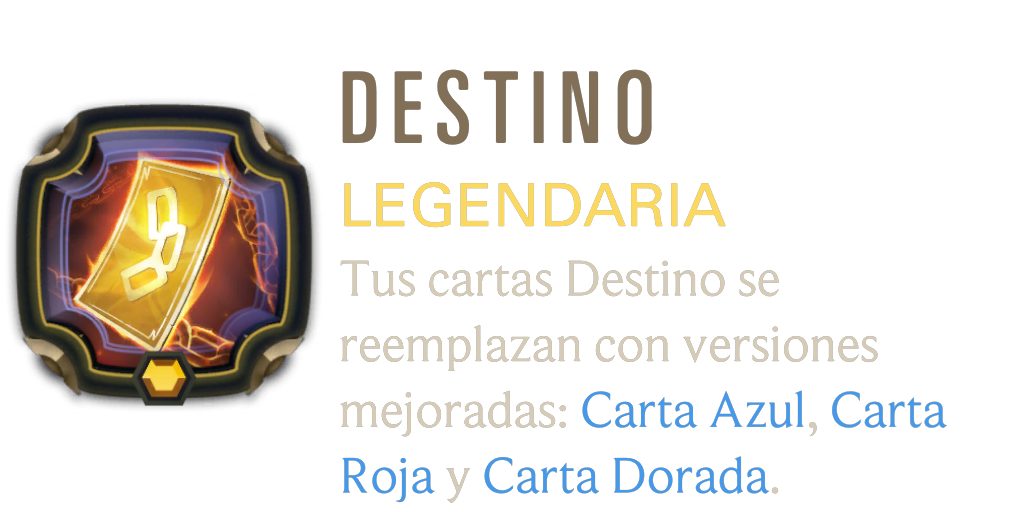 DESTINO
LEGENDARIA
Tus cartas Destino se
reemplazan con versiones
mejoradas: Carta Azul, Carta
Roja y Carta Dorada.